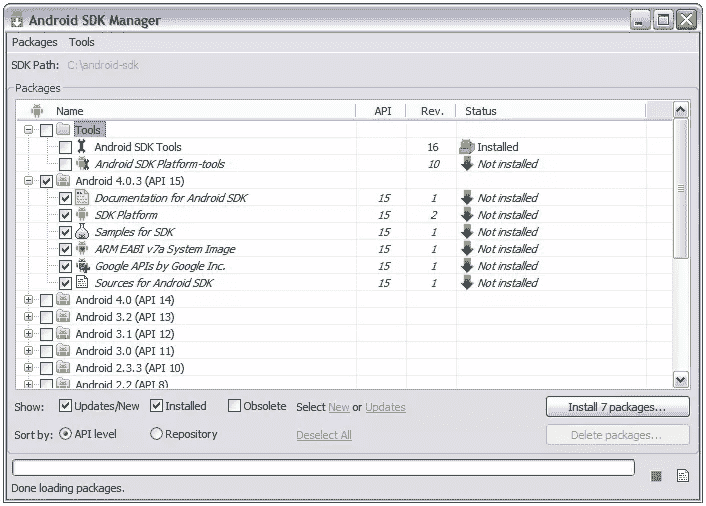 Android SDK Manager
Packages Tools
SDK Path: C:\android-sdk
Packages
Name API Rev. Status
Tools
Android SDK Tools 16 Installed
Android SDK Platform-tools 10 Not installed
Android 4.0.3 (API 15)
Documentation for Android SDK 15 1 Not installed
SDK Platform 15 2 Not installed
Samples for SDK 15 1 Not installed
ARM EABI v7a System Image 15 1 Not installed
Google APIs by Google Inc. 15 1 Not installed
Sources for Android SDK 15 1 Not installed
Android 4.0 (API 14)
Android 3.2 (API 13)
Android 3.1 (API 12)
Android 3.0 (API 11)
Android 2.3.3 (API 10)
Android 2.2 (API 8)
Show: Updates/New Installed Obsolete Select New or Updates Install 7 packages...
Sort by: API level Repository Deselect All Delete packages...
Done loading packages.